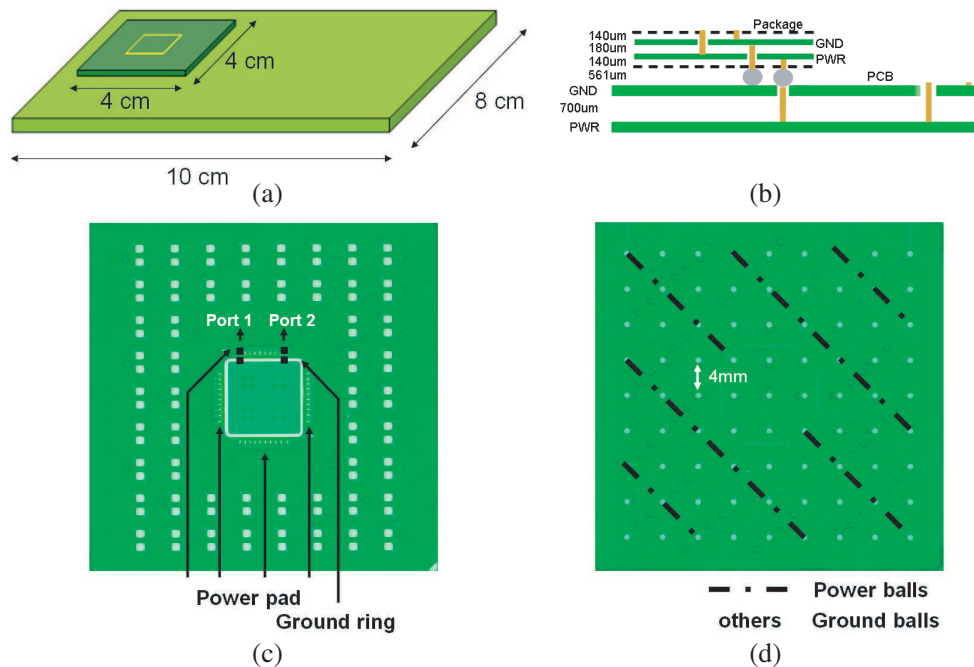 4 cm
4 cm
8 cm
10 cm
(a)
Package
140um
180um
GND
140um
PWR
561um
PCB
GND
700um
PWR
(b)
Port 1 Port 2
Power pad
Ground ring
(c)
4mm
Power balls
others Ground balls
(d)